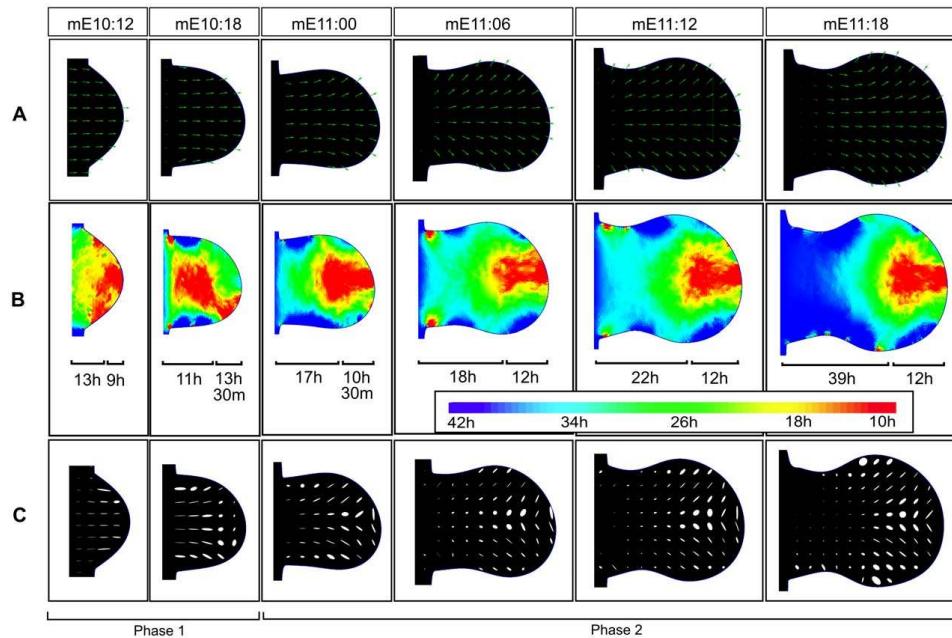 mE10:12 mE10:18 mE11:00 mE11:06 mE11:12 mE11:18
A
B
13h 9h 11h 13h 30m 17h 10h 30m 18h 12h 22h 12h 39h 12h
42h 34h 26h 18h 10h
C
Phase 1 Phase 2